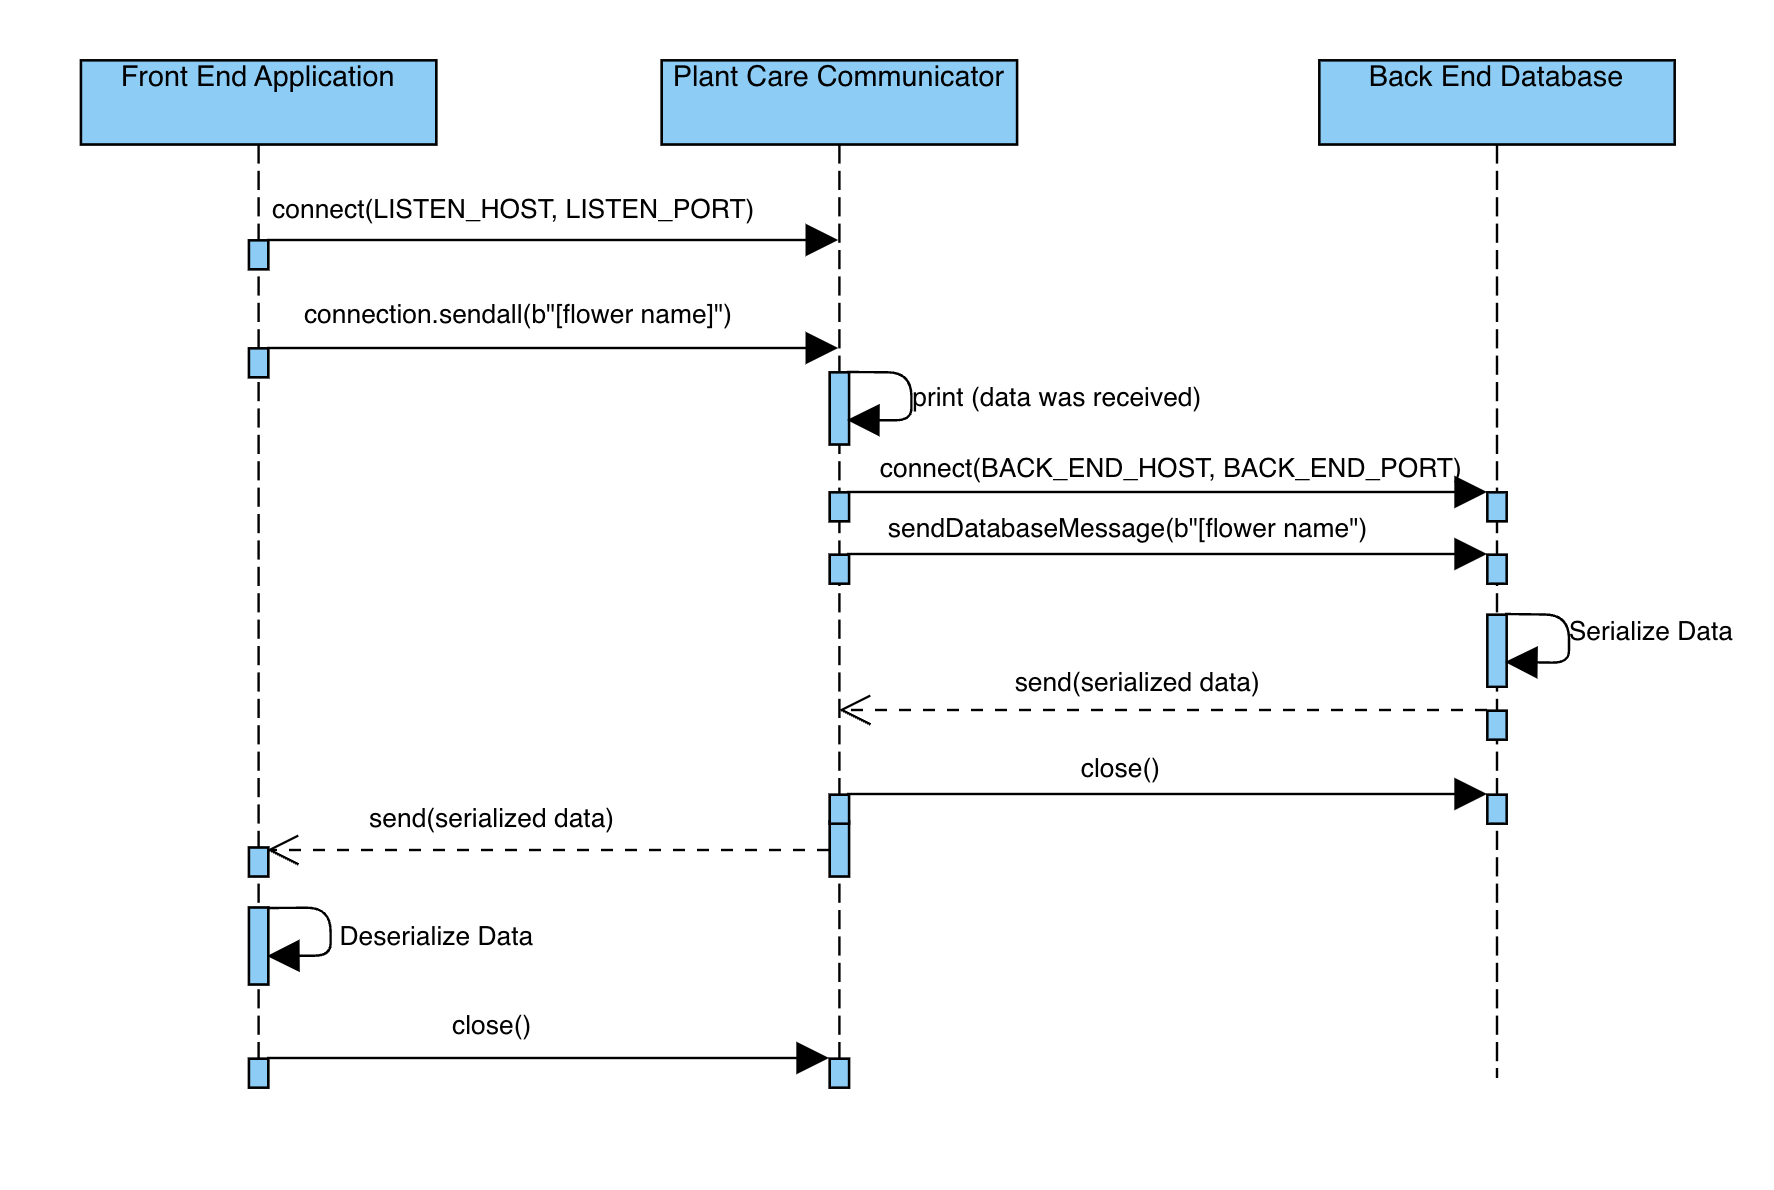 Front End Application
Plant Care Communicator
Back End Database
connect(LISTEN_HOST, LISTEN_PORT)
connection.sendall(b"[flower name]")
print (data was received)
connect(BACK_END_HOST, BACK_END_PORT)
sendDatabaseMessage(b"[flower name")
Serialize Data
send(serialized data)
close()
send(serialized data)
Deserialize Data
close()